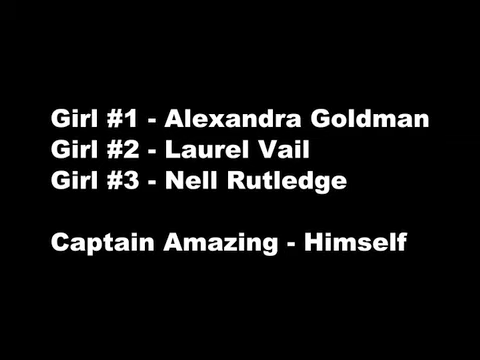 Girl #1 - Alexandra Goldman
Girl #2 - Laurel Vail
Girl #3 - Nell Rutledge
Captain Amazing - Himself